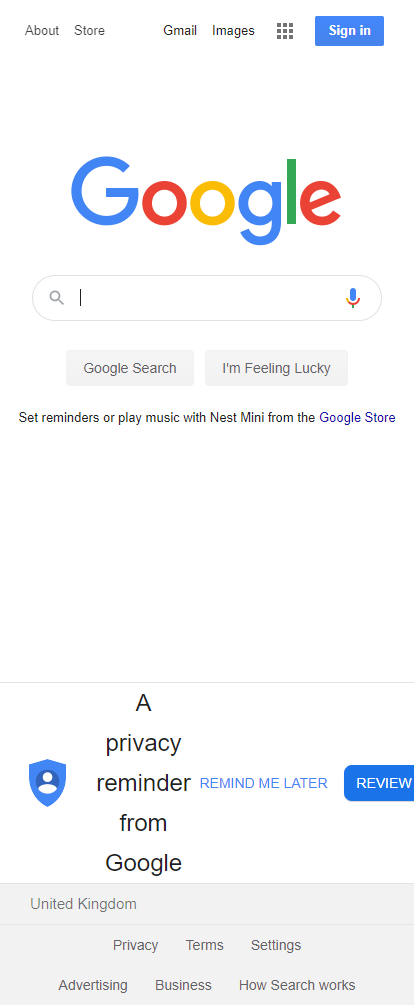 About Store Gmail Images Sign in
Google
Google Search I'm Feeling Lucky
Set reminders or play music with Nest Mini from the Google Store
A
privacy
reminder
from
Google
REMIND ME LATER REVIEW
United Kingdom
Privacy Terms Settings
Advertising Business How Search works